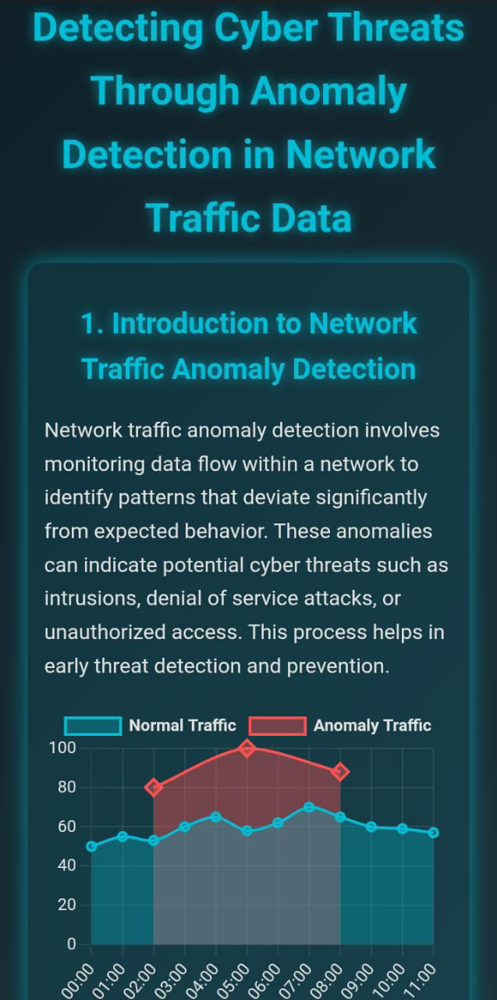 Detecting Cyber Threats
Through Anomaly
Detection in Network
Traffic Data
1. Introduction to Network
Traffic Anomaly Detection
Network traffic anomaly detection involves
monitoring data flow within a network to
identify patterns that deviate significantly
from expected behavior. These anomalies
can indicate potential cyber threats such as
intrusions, denial of service attacks, or
unauthorized access. This process helps in
early threat detection and prevention.
Normal Traffic Anomaly Traffic
100
80
60
40
20
0
00:00 01:00 02:00 03:00 04:00 05:00 06:00 07:00 08:00 09:00 10:00 11:00